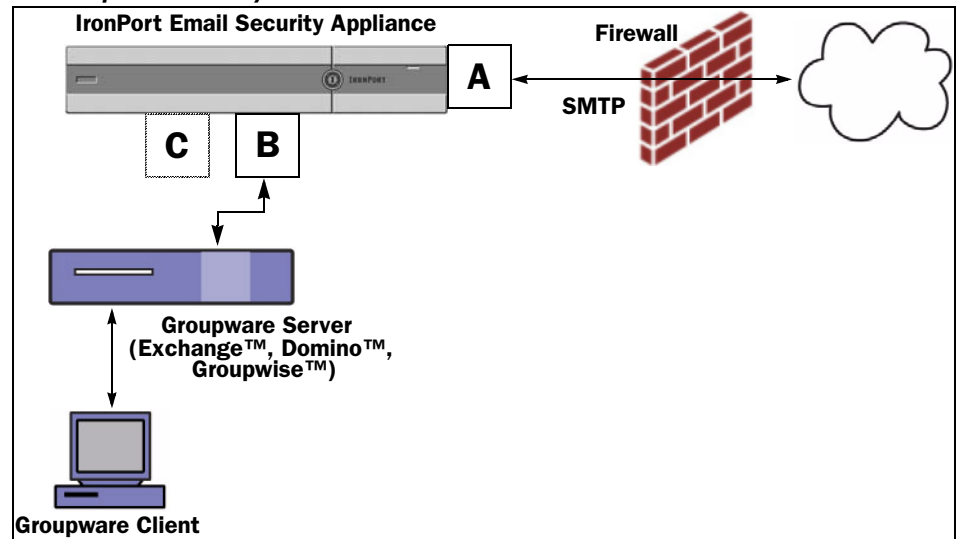 IronPort Email Security Appliance
Firewall
IRONPORT
A
SMTP
C
B
Groupware Server
(Exchange™, Domino™,
Groupwise™)
Groupware Client